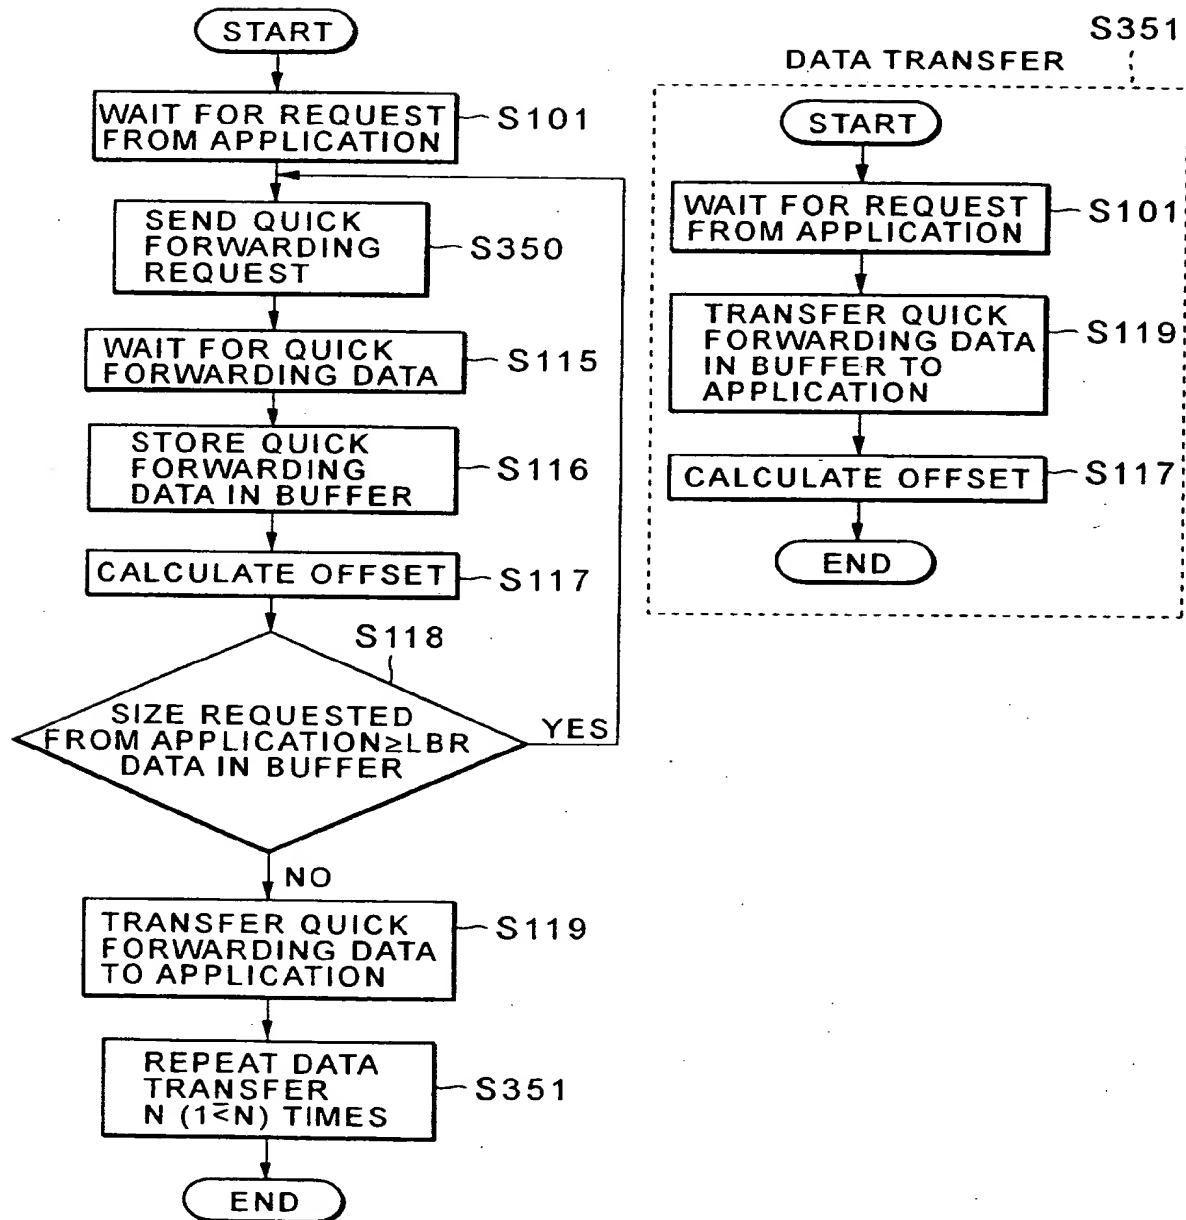 START
WAIT FOR REQUEST
FROM APPLICATION
S101
SEND QUICK
FORWARDING
REQUEST
S350
WAIT FOR QUICK
FORWARDING DATA
S115
STORE QUICK
FORWARDING
DATA IN BUFFER
S116
CALCULATE OFFSET
S117
S118
SIZE REQUESTED
FROM APPLICATION≥LBR
DATA IN BUFFER
YES
NO
TRANSFER QUICK
FORWARDING DATA
TO APPLICATION
S119
REPEAT DATA
TRANSFER
N (1≤N) TIMES
S351
END
S351
DATA TRANSFER
START
WAIT FOR REQUEST
FROM APPLICATION
S101
TRANSFER QUICK
FORWARDING DATA
IN BUFFER TO
APPLICATION
S119
CALCULATE OFFSET
S117
END